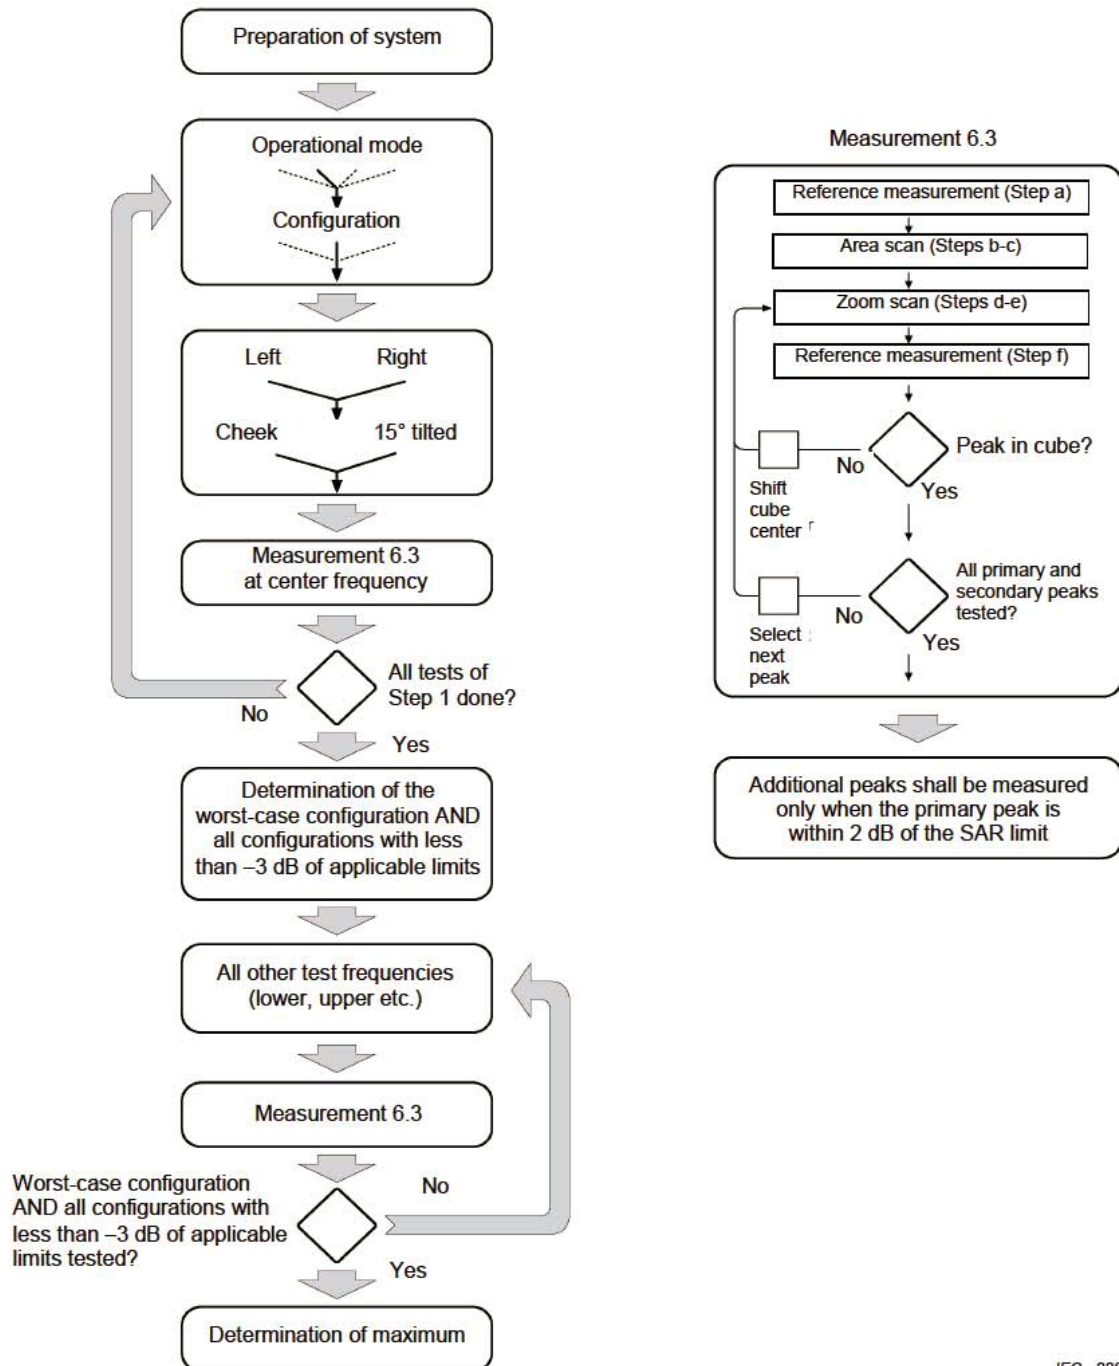 Preparation of system
Operational mode
Configuration
Left Right
Cheek 15° tilted
Measurement 6.3
at center frequency
All tests of
Step 1 done?
No
Yes
Determination of the
worst-case configuration AND
all configurations with less
than –3 dB of applicable limits
All other test frequencies
(lower, upper etc.)
Measurement 6.3
Worst-case configuration
AND all configurations with
less than –3 dB of applicable
limits tested?
No
Yes
Determination of maximum
Measurement 6.3
Reference measurement (Step a)
Area scan (Steps b-c)
Zoom scan (Steps d-e)
Reference measurement (Step f)
Peak in cube?
No
Yes
Shift
cube
center
All primary and
secondary peaks
tested?
No
Yes
Select
next
peak
Additional peaks shall be measured
only when the primary peak is
within 2 dB of the SAR limit